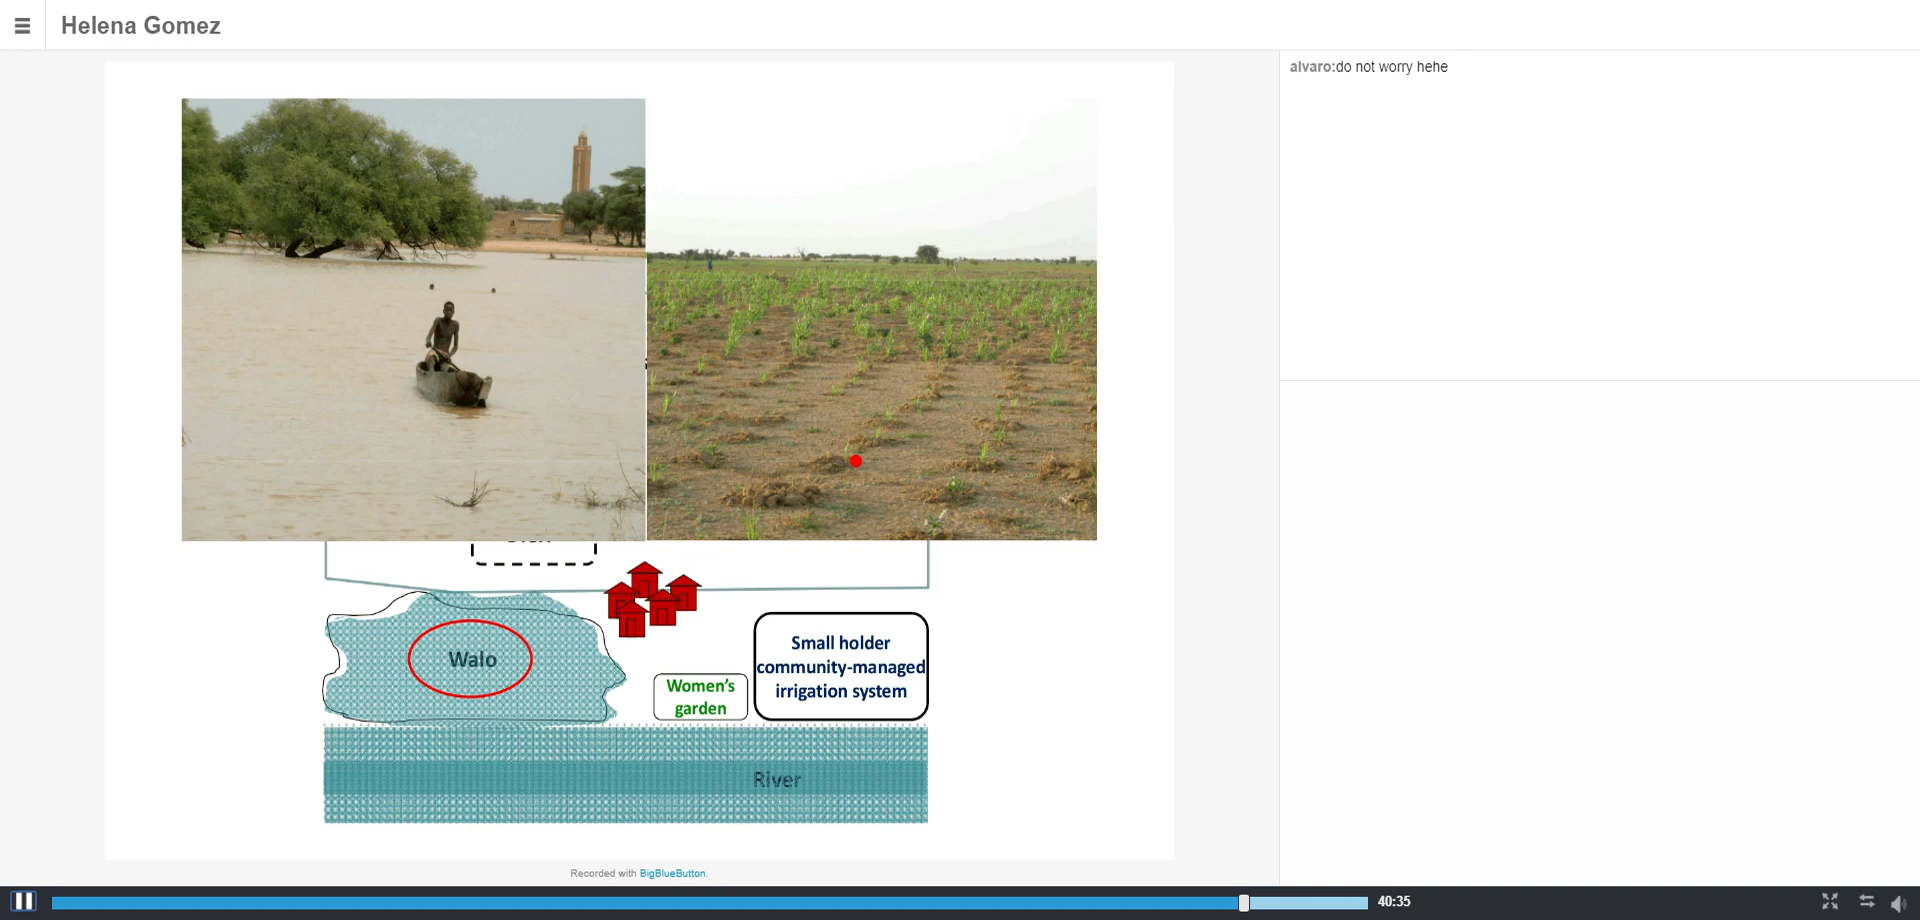 Helena Gomez
alvaro:do not worry hehe
Walo
Women's
garden
Small holder
community-managed
irrigation system
River
Recorded with BigBlueButton.
40:35